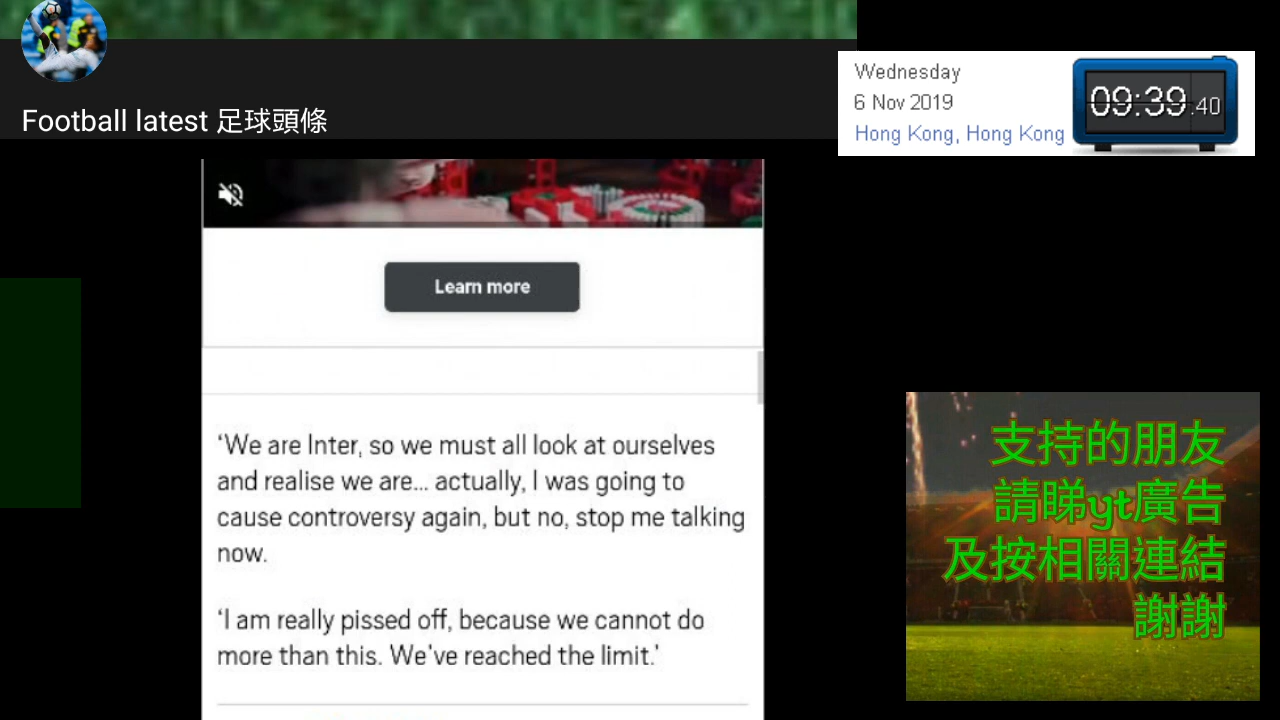 Football latest 足球頭條
Wednesday
6 Nov 2019
Hong Kong, Hong Kong
09:39.40
Learn more
‘We are Inter, so we must all look at ourselves
and realise we are... actually, I was going to
cause controversy again, but no, stop me talking
now.
‘I am really pissed off, because we cannot do
more than this. We've reached the limit.’
支持的朋友
請睇yt廣告
及按相關連結
謝謝